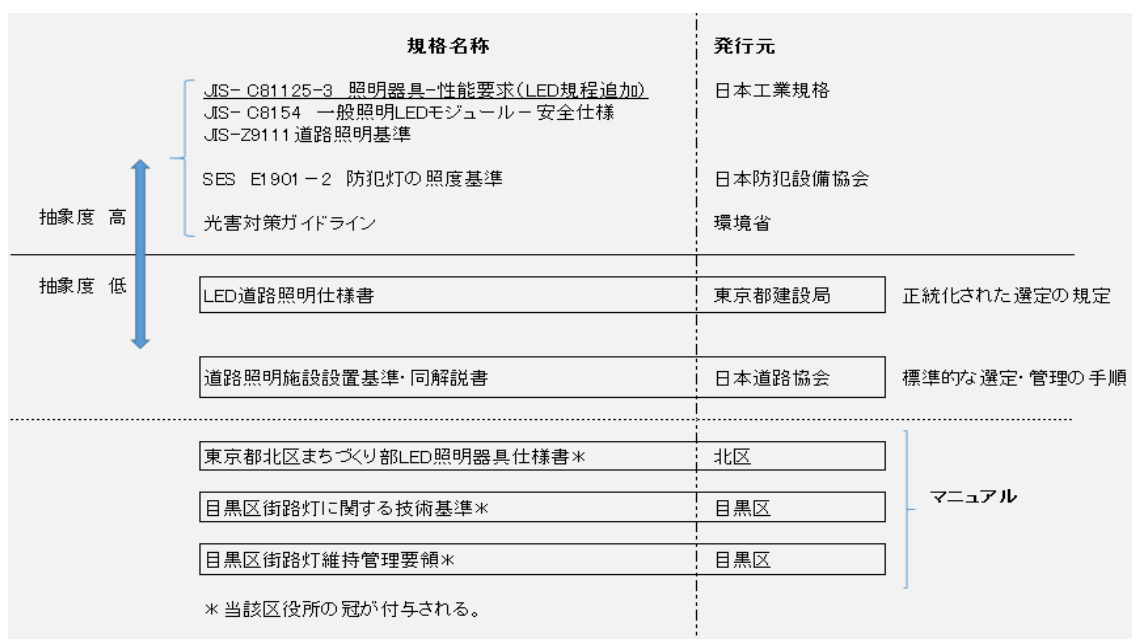 規格名称 発行元
JIS-C81125-3 照明器具-性能要求(LED規程追加) 日本工業規格
JIS-C8154 一般照明LEDモジュール-安全仕様
JIS-Z9111道路照明基準
SES E1901-2 防犯灯の照度基準 日本防犯設備協会
抽象度 高
光害対策ガイドライン 環境省
抽象度 低
LED道路照明仕様書 東京都建設局 正統化された選定の規定
道路照明施設設置基準・同解説書 日本道路協会 標準的な選定・管理の手順
東京都北区まちづくり部LED照明器具仕様書* 北区
マニュアル
目黒区街路灯に関する技術基準* 目黒区
目黒区街路灯維持管理要領* 目黒区
*当該区役所の冠が付与される。